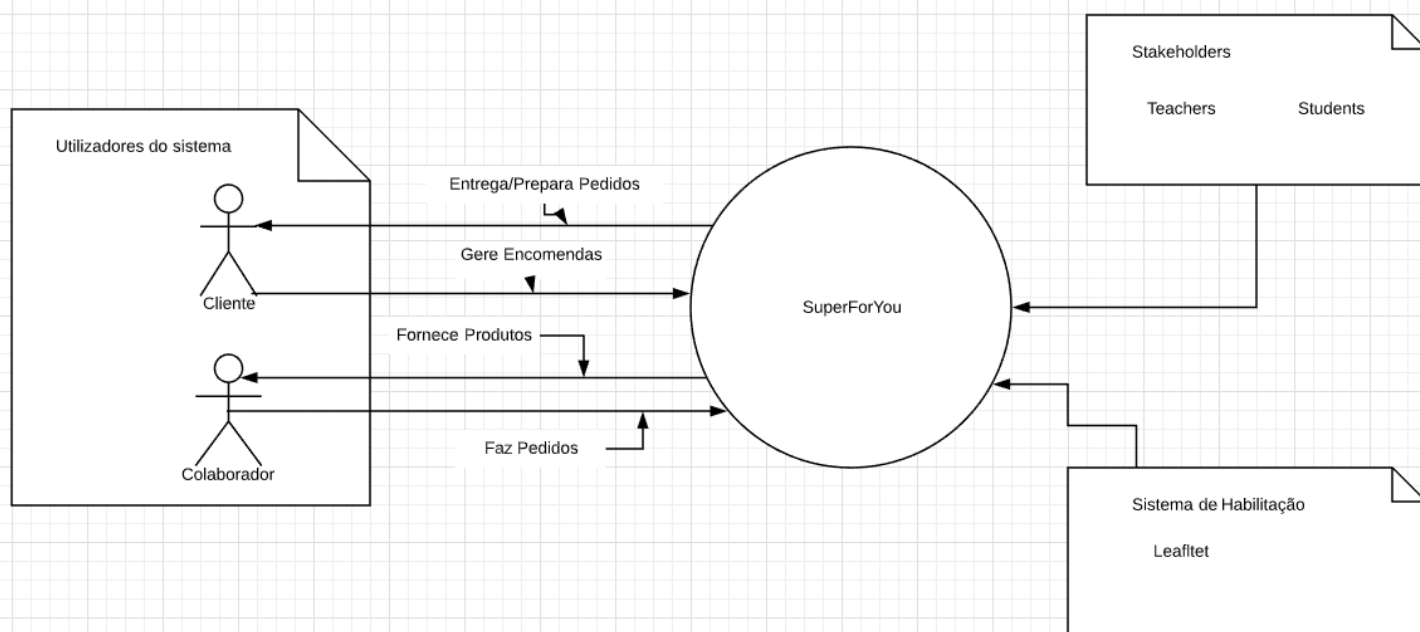 Stakeholders
Teachers Students
Utilizadores do sistema
Entrega/Prepara Pedidos
Gere Encomendas
Cliente
SuperForYou
Fornece Produtos
Faz Pedidos
Colaborador
Sistema de Habilitação
Leafltet